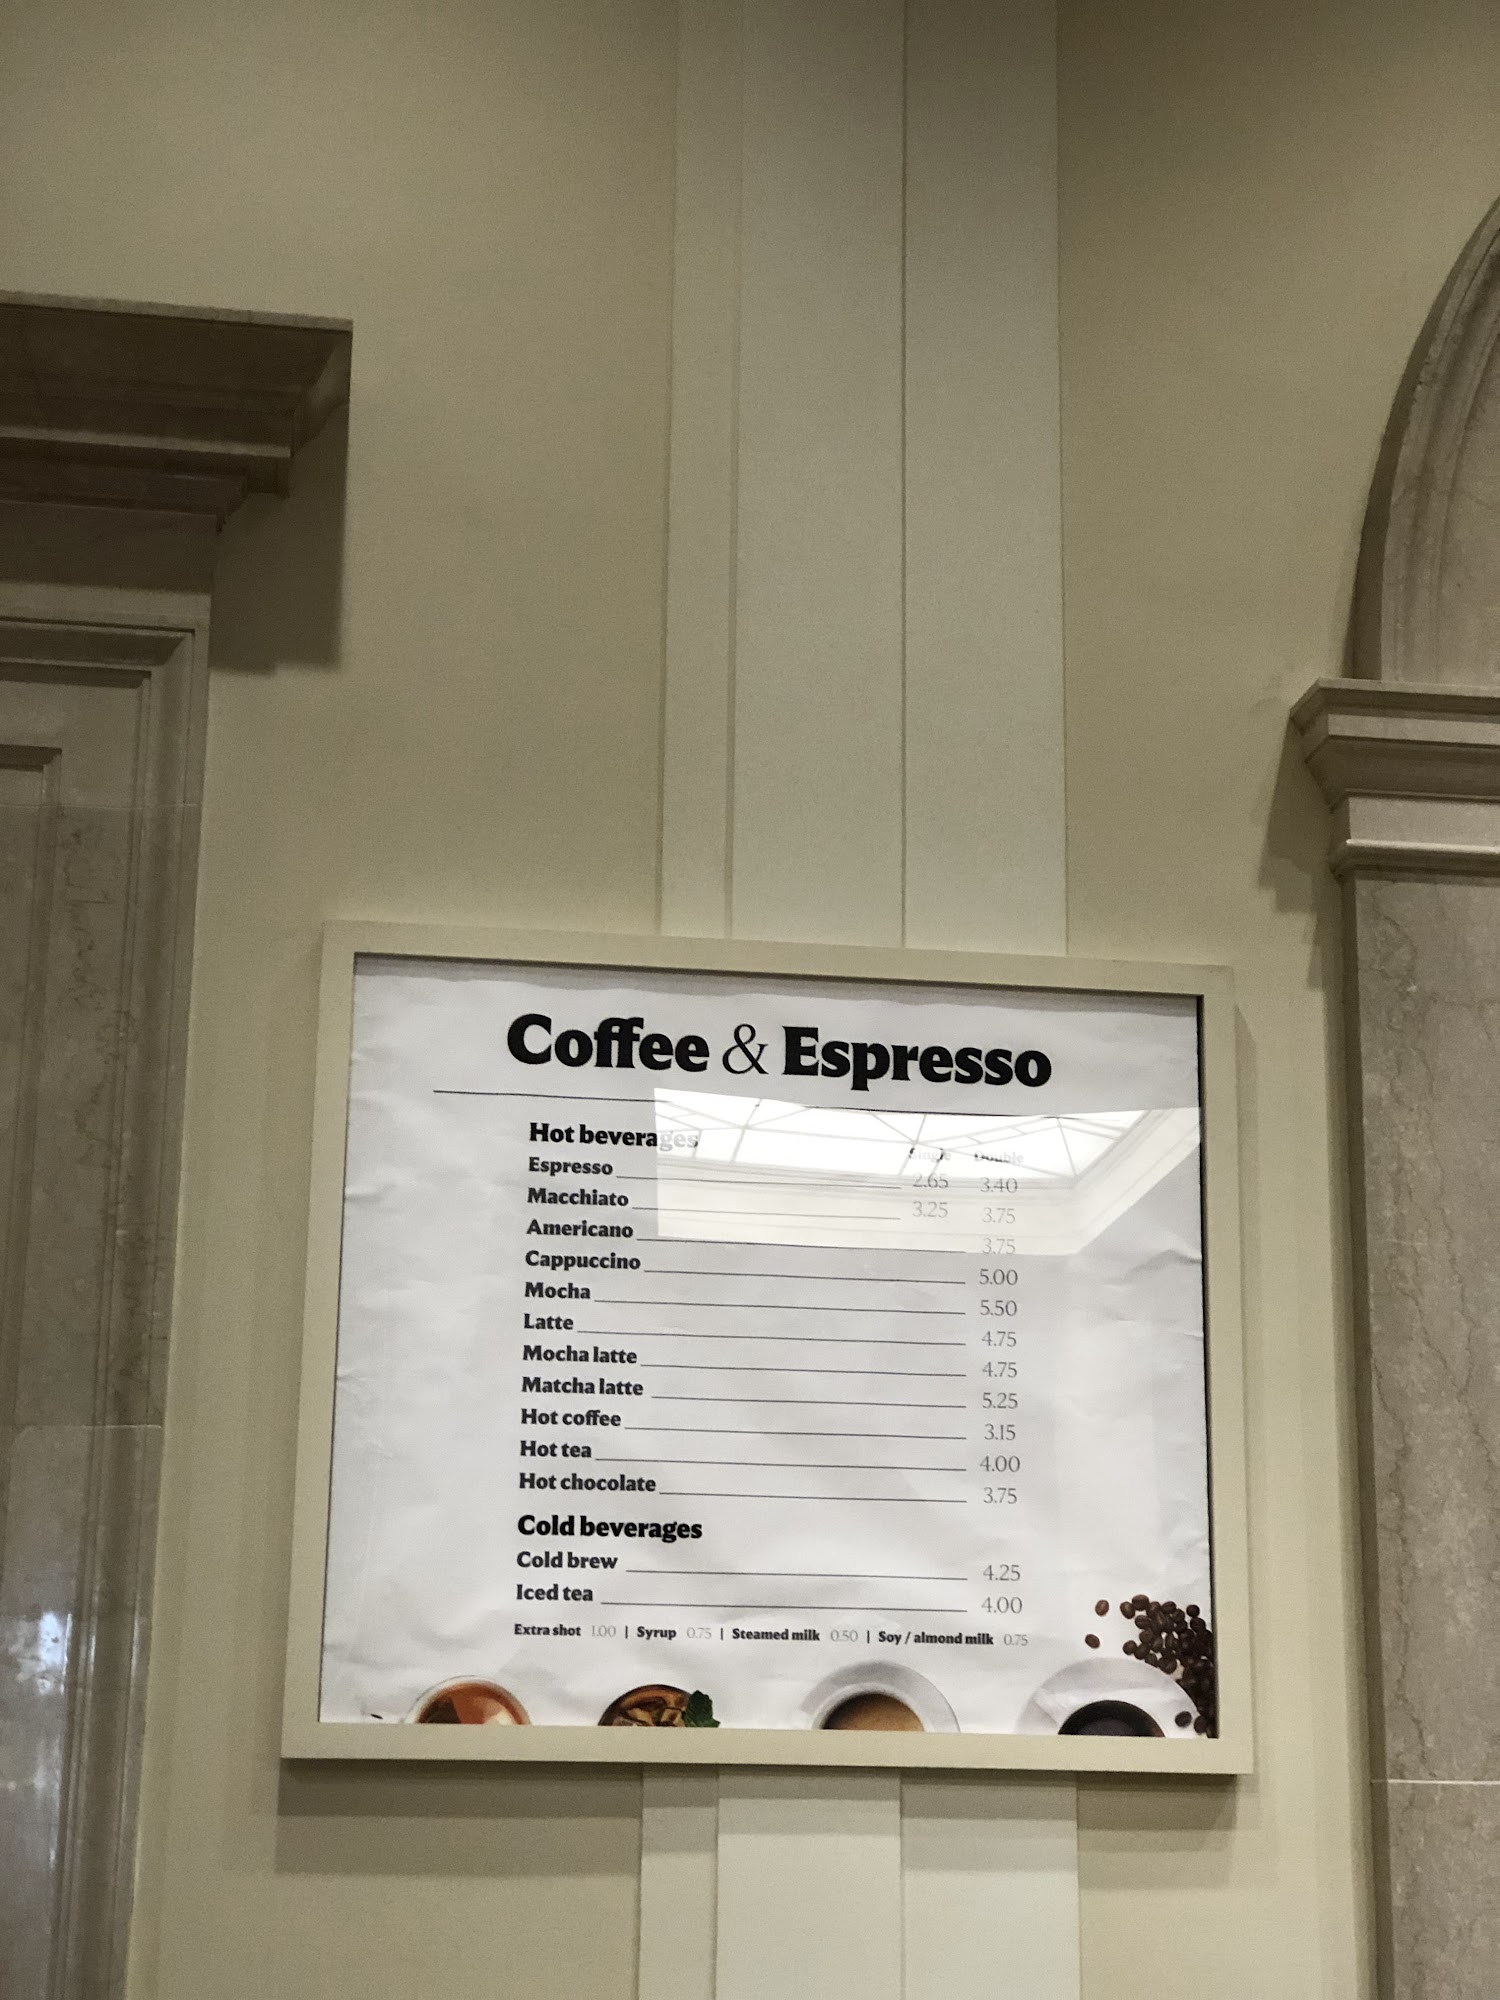 Coffee & Espresso
Hot beverages
Single Double
Espresso 2.65 3.40
Macchiato 3.25 3.75
Americano 3.75
Cappuccino 5.00
Mocha 5.50
Latte 4.75
Mocha latte 4.75
Matcha latte 5.25
Hot coffee 3.15
Hot tea 4.00
Hot chocolate 3.75
Cold beverages
Cold brew 4.25
Iced tea 4.00
Extra shot 1.00 | Syrup 0.75 | Steamed milk 0.50 | Soy / almond milk 0.75